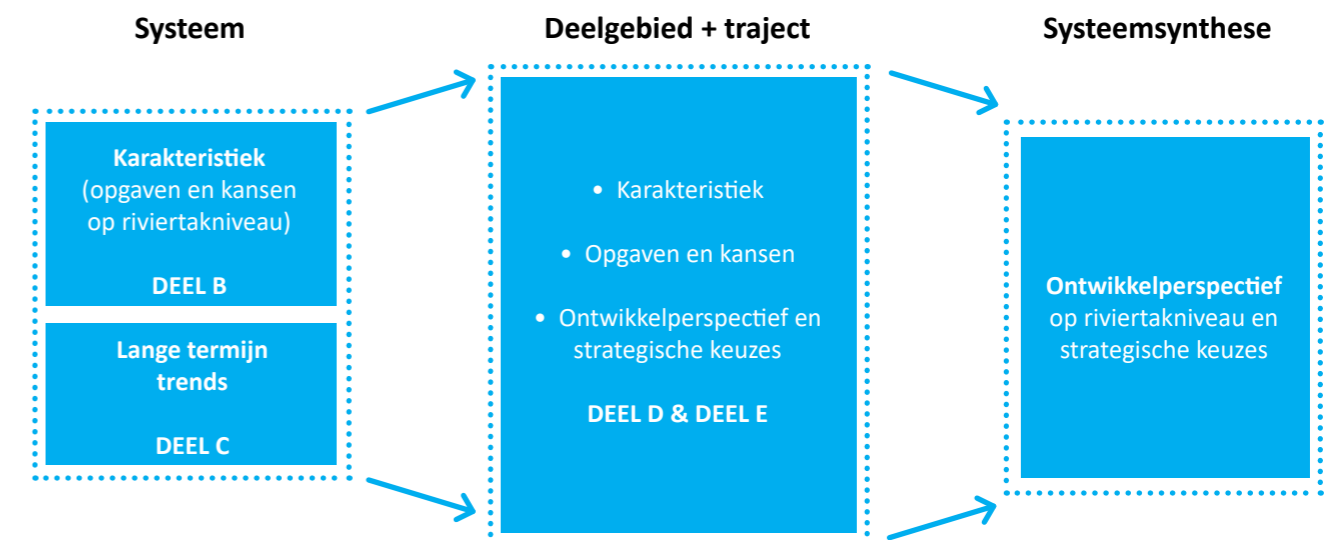 Systeem
Karakteristiek
(opgaven en kansen
op riviertakniveau)
DEEL B
Lange termijn
trends
DEEL C
Deelgebied + traject
• Karakteristiek
• Opgaven en kansen
• Ontwikkelperspectief en
strategische keuzes
DEEL D & DEEL E
Systeemsynthese
Ontwikkelperspectief
op riviertakniveau en
strategische keuzes